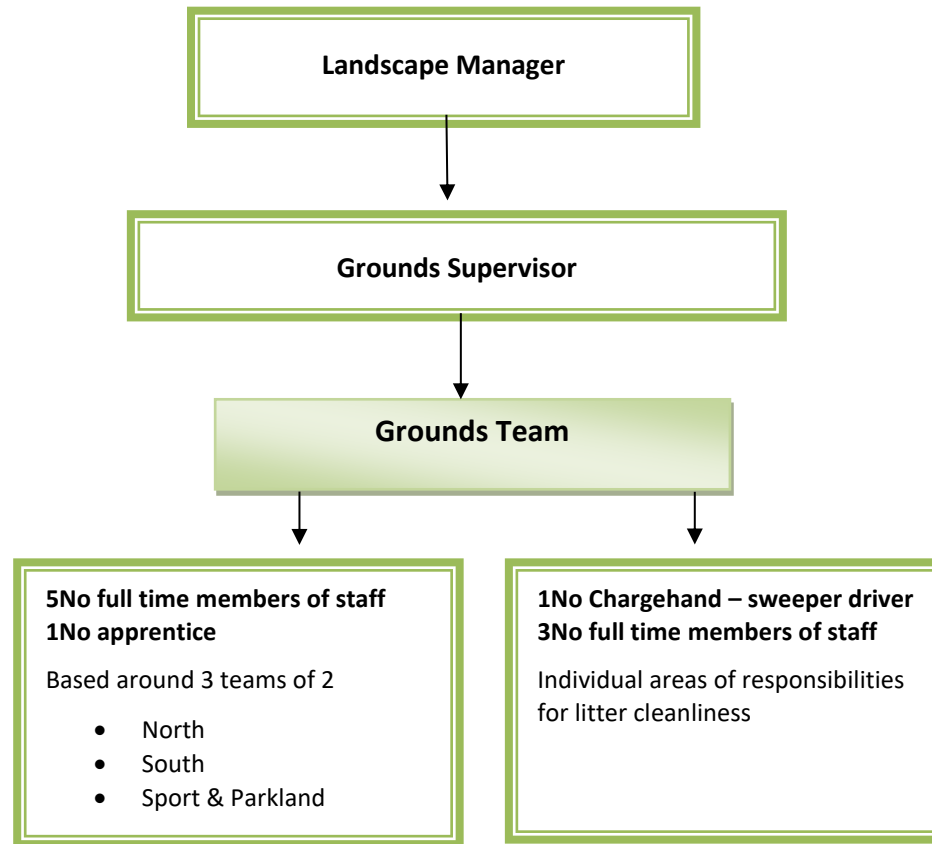 Landscape Manager
Grounds Supervisor
Grounds Team
5No full time members of staff
1No apprentice
Based around 3 teams of 2
• North
• South
• Sport & Parkland
1No Chargehand – sweeper driver
3No full time members of staff
Individual areas of responsibilities
for litter cleanliness